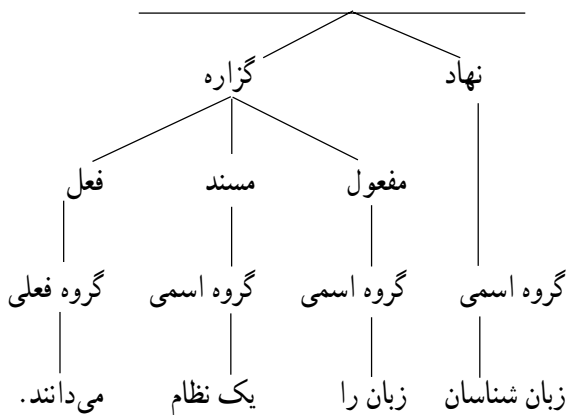 نهاد گزاره
مفعول مسند فعل
گروه اسمی گروه اسمی گروه اسمی گروه فعلی
زبان شناسان زبان را یک نظام می‌دانند.